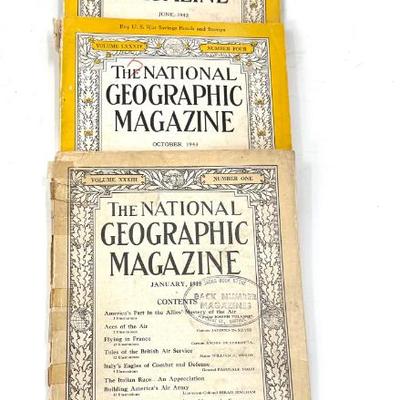 JUNE, 1942
Buy U. S. War Savings Bonds and Stamps
VOLUME LXXXIV
NUMBER FOUR
THE NATIONAL
GEOGRAPHIC
MAGAZINE
OCTOBER, 1943
VOLUME XXXIII
NUMBER ONE
THE NATIONAL
GEOGRAPHIC
MAGAZINE
JANUARY, 1918
BOOK STORE
BACK NUMBER
MAGAZINES
CONTENTS
America's Part in the Allies' Mastery of the Air
Aces of the Air
Flying in France
Tales of the British Air Service
Italy's Eagles of Combat and Defense
The Italian Race. An Appreciation
Building America's Air Army